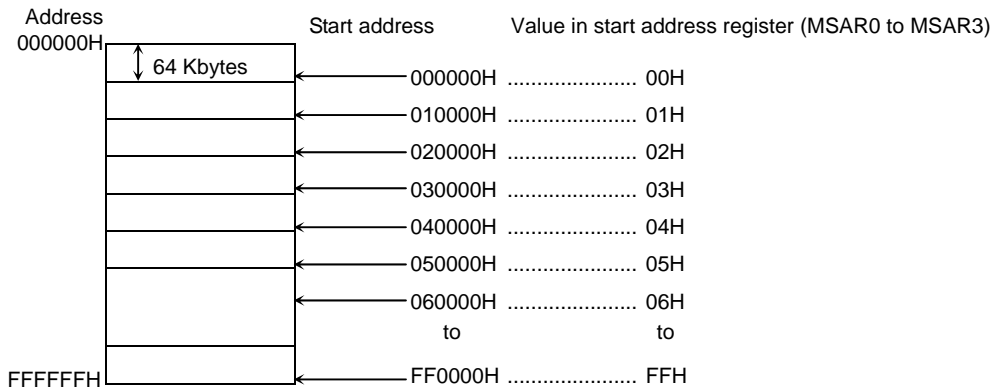 Address
Start address Value in start address register (MSAR0 to MSAR3)
000000H
64 Kbytes
000000H ...................... 00H
010000H ...................... 01H
020000H ...................... 02H
030000H ...................... 03H
040000H ...................... 04H
050000H ...................... 05H
060000H ...................... 06H
to to
FFFFFFH
FF0000H ...................... FFH